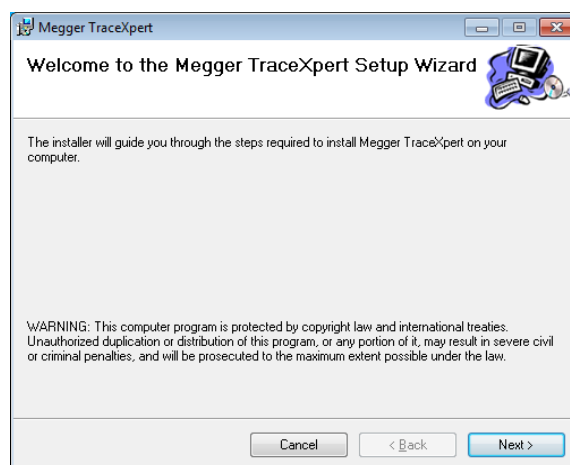 Megger TraceXpert
Welcome to the Megger TraceXpert Setup Wizard
The installer will guide you through the steps required to install Megger TraceXpert on your
computer.
WARNING: This computer program is protected by copyright law and international treaties.
Unauthorized duplication or distribution of this program, or any portion of it, may result in severe civil
or criminal penalties, and will be prosecuted to the maximum extent possible under the law.
Cancel
< Back
Next >